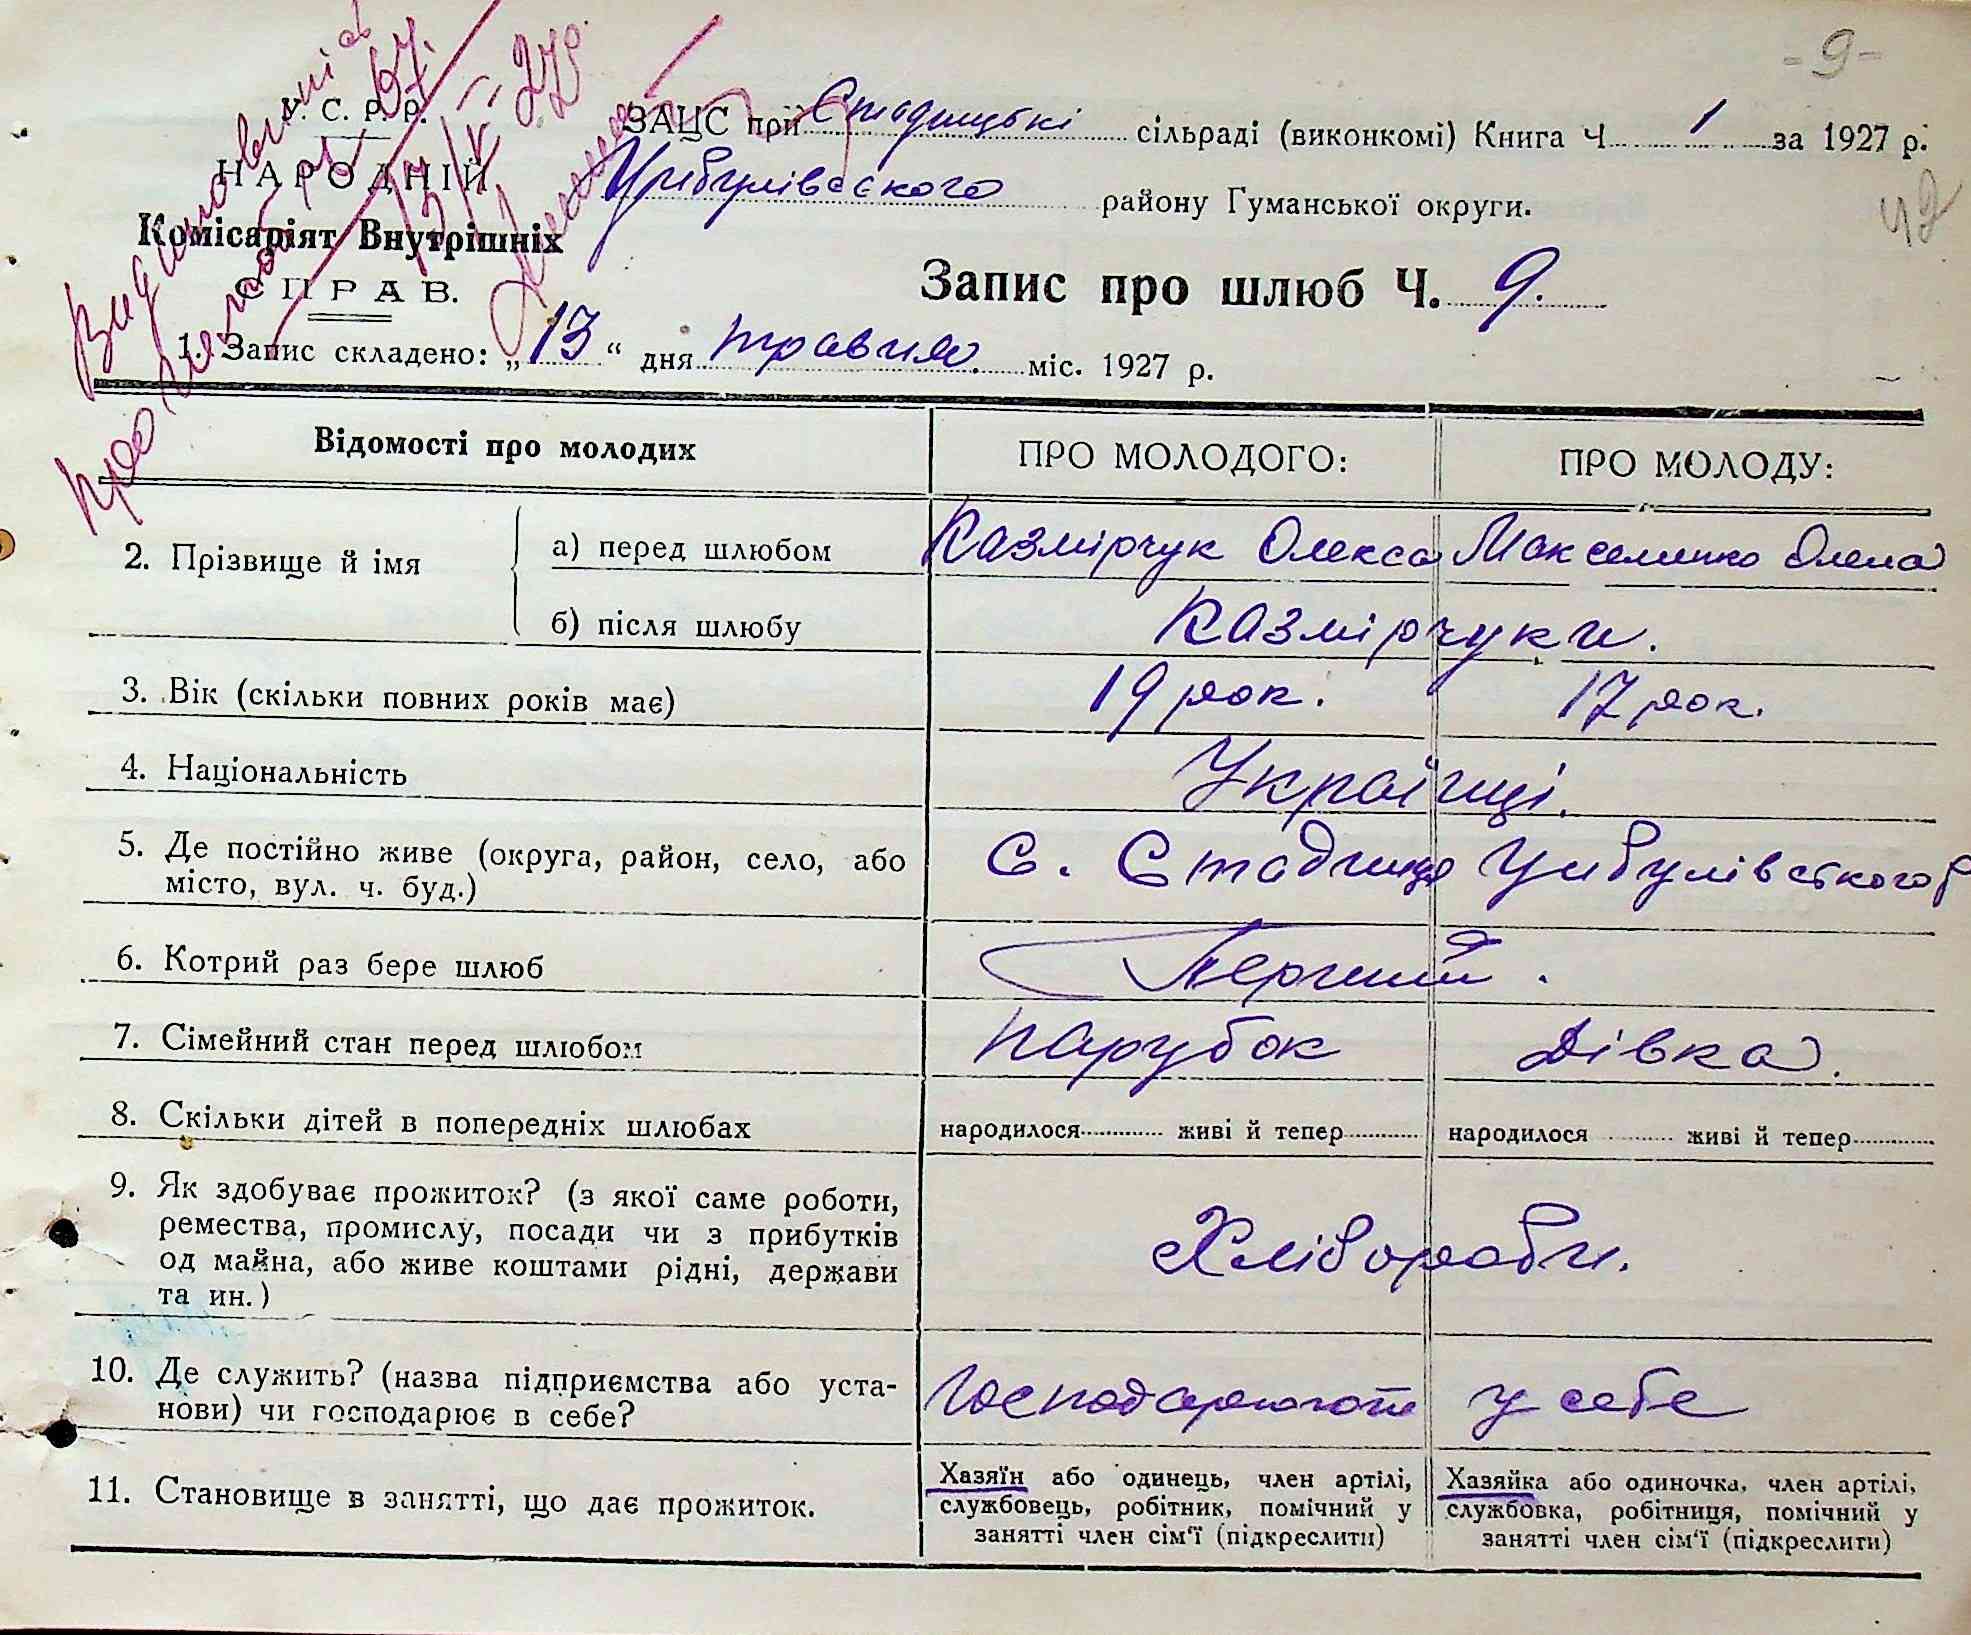 -9-
У. С. Р. Р.
НАРОДНІЙ
Комісаріят Внутрішніх
СПРАВ.
ЗАЦС при Стадницькі сільраді (виконкомі) Книга Ч. 1 за 1927 р.
Цибулівського району Гуманської округи.
42
Запис про шлюб Ч. 9.
1. Запис складено: „13“ дня травню. міс. 1927 р.
Відомості про молодих
ПРО МОЛОДОГО:
ПРО МОЛОДУ:
2. Прізвище й імя
а) перед шлюбом
Казмірчук Олекса
Максеменко Олена
б) після шлюбу
Казмірчуки.
3. Вік (скільки повних років має)
19 рок.
17 рок.
4. Національність
Українці.
5. Де постійно живе (округа, район, село, або
місто, вул. ч. буд.)
С. Стадниця Цибулівського р
6. Котрий раз бере шлюб
Перший.
7. Сімейний стан перед шлюбом
парубок
Дівка.
8. Скільки дітей в попередніх шлюбах
народилося живі й тепер
народилося живі й тепер
9. Як здобуває прожиток? (з якої саме роботи,
ремества, промислу, посади чи з прибутків
од майна, або живе коштами рідні, держави
та ин.)
Хлібороби.
10. Де служить? (назва підприємства або уста-
нови) чи господарює в себе?
Господарюють у себе
11. Становище в занятті, що дає прожиток.
Хазяїн або одинець, член артілі,
службовець, робітник, помічний у
занятті член сім'ї (підкреслити)
Хазяйка або одиночка, член артілі,
службовка, робітниця, помічний у
занятті член сім'ї (підкреслити)